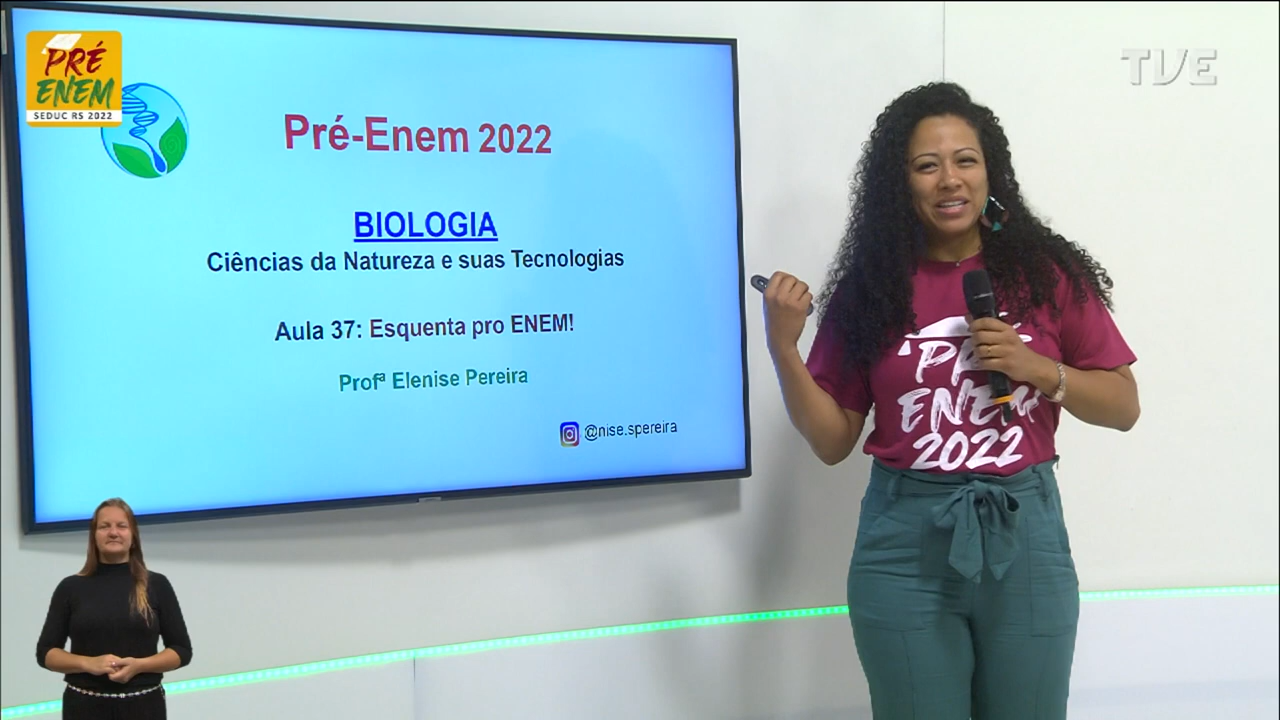 PRÉ
ENEM
SEDUC RS 2022
TVE
Pré-Enem 2022
BIOLOGIA
Ciências da Natureza e suas Tecnologias
Aula 37: Esquenta pro ENEM!
Profª Elenise Pereira
@nise.spereira
PRÉ
ENEM
2022